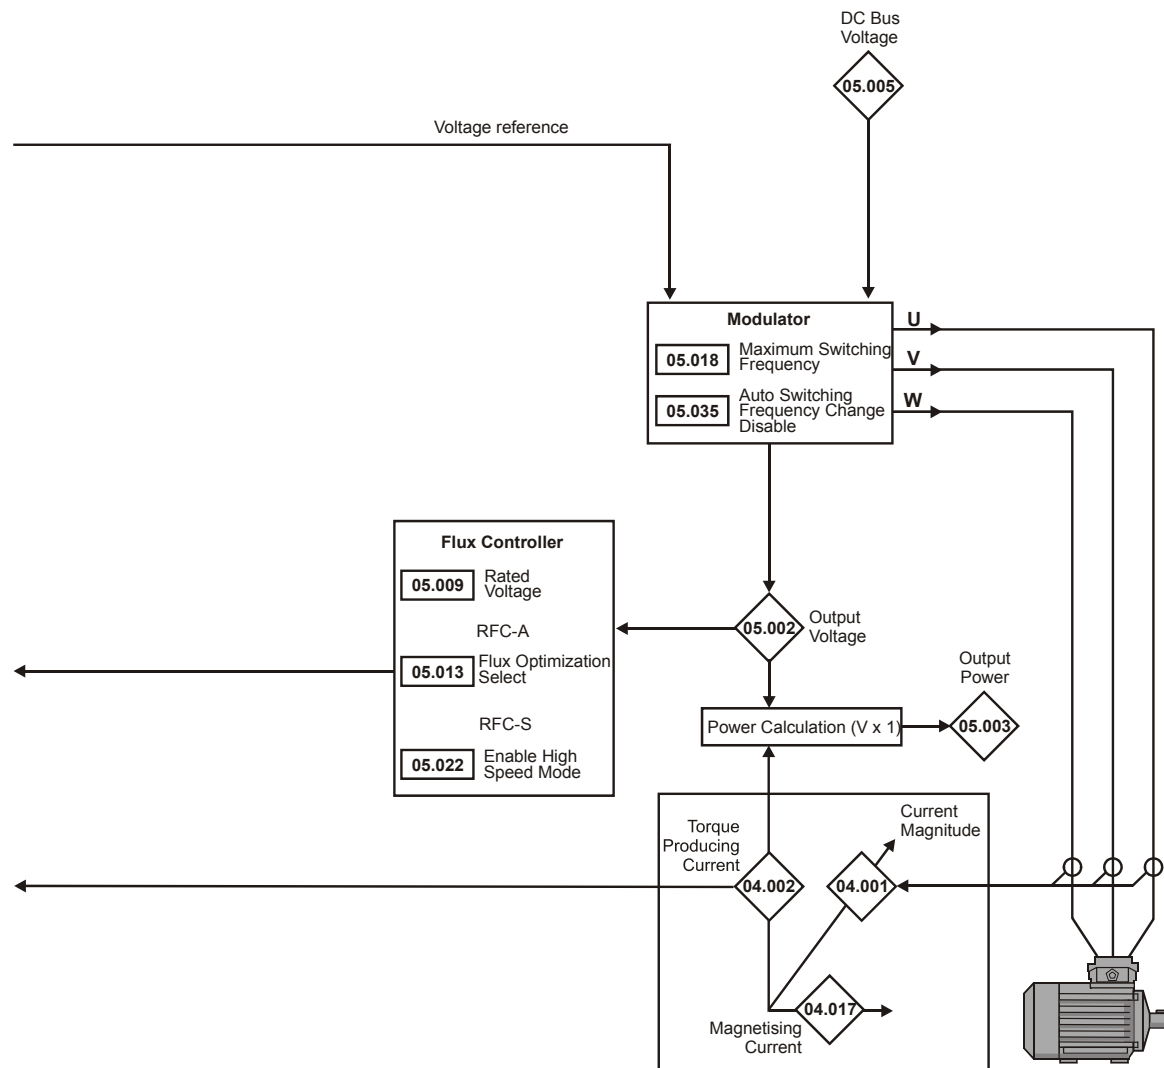 DC Bus
Voltage
05.005
Voltage reference
Modulator
05.018
Maximum Switching
Frequency
05.035
Auto Switching
Frequency Change
Disable
U
V
W
Flux Controller
05.009
Rated
Voltage
RFC-A
05.013
Flux Optimization
Select
RFC-S
05.022
Enable High
Speed Mode
05.002
Output
Voltage
Output
Power
Power Calculation (V x 1)
05.003
Torque
Producing
Current
04.002
Current
Magnitude
04.001
04.017
Magnetising
Current